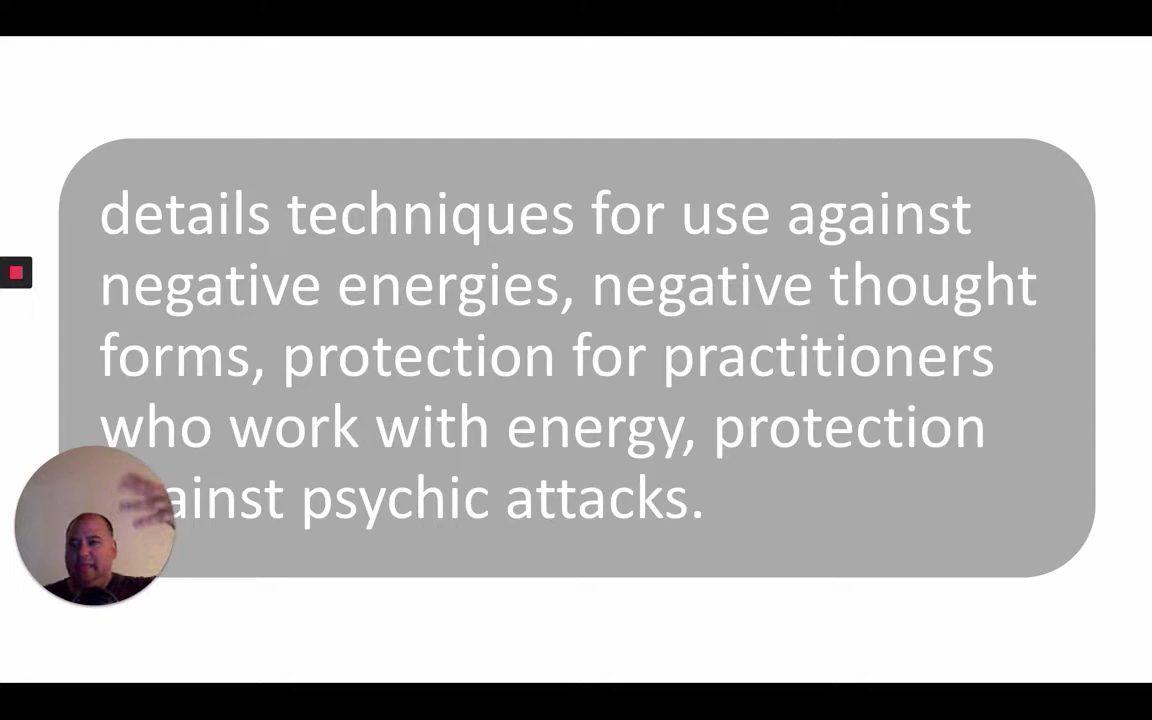 details techniques for use against
negative energies, negative thought
forms, protection for practitioners
who work with energy, protection
ainst psychic attacks.